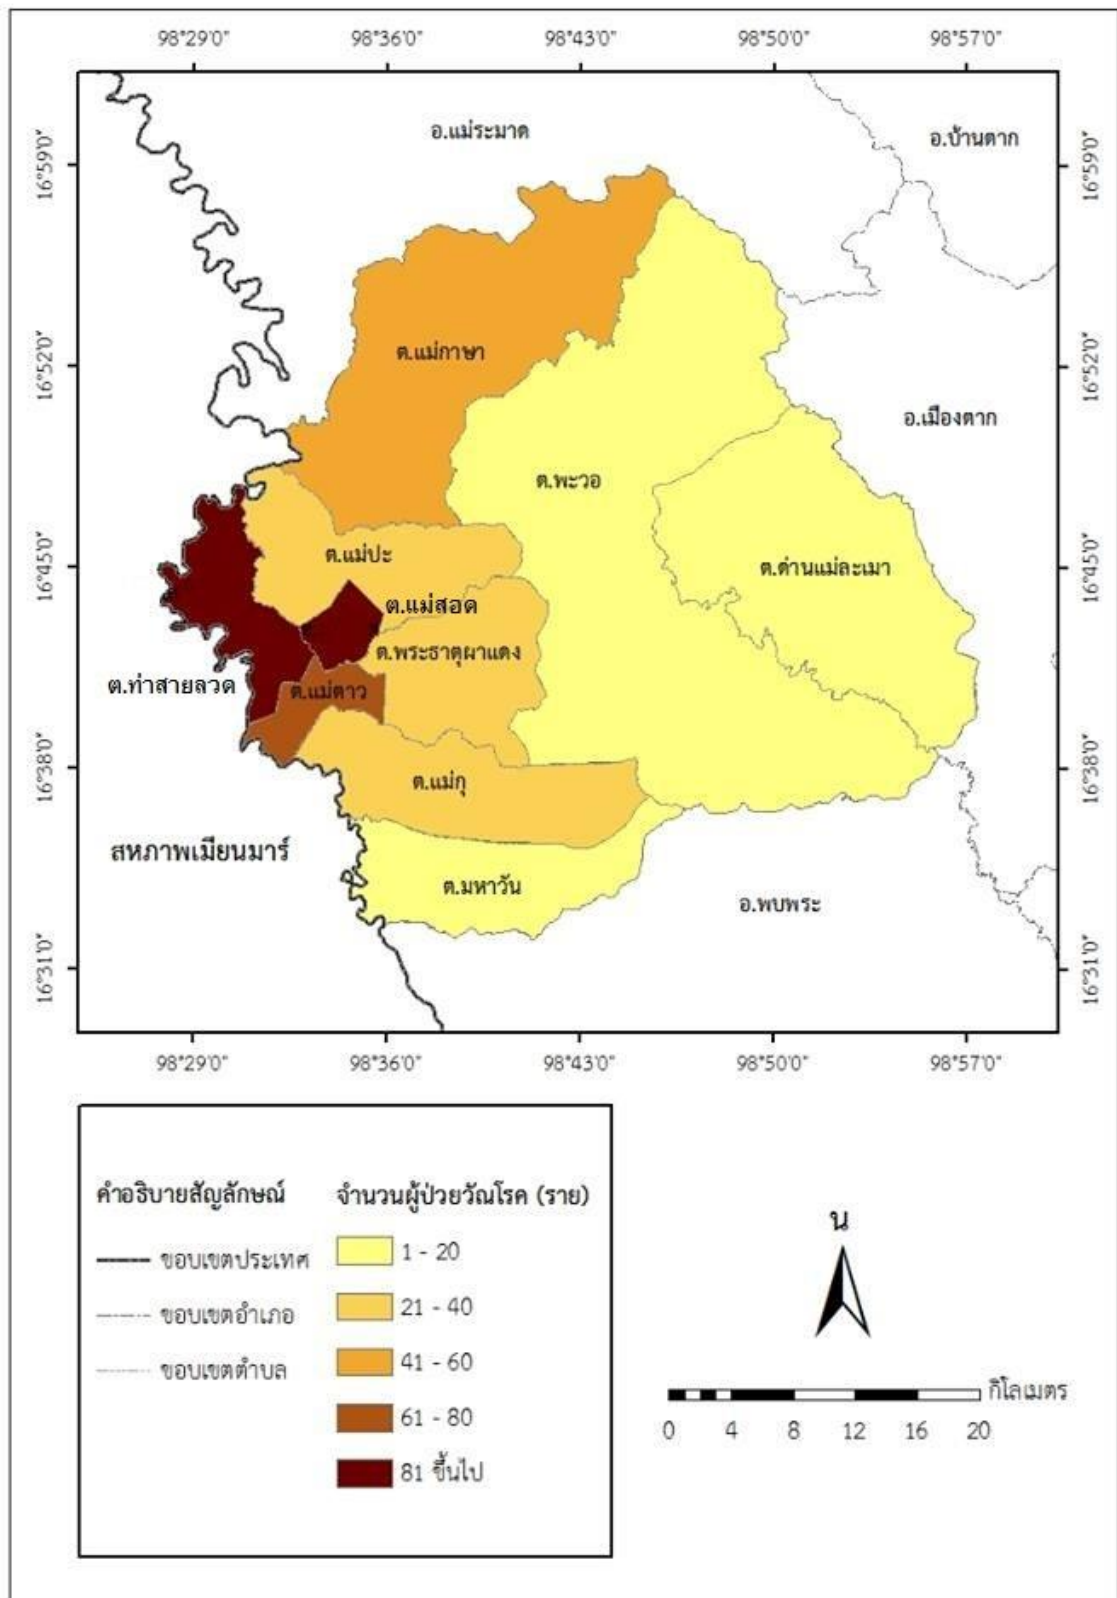 98°29'0" 98°36'0" 98°43'0" 98°50'0" 98°57'0"
อ.แม่ระมาด
อ.บ้านตาก
16°59'0" 16°59'0"
ต.แม่กาษา
16°52'0" 16°52'0"
อ.เมืองตาก
ต.พะวอ
ต.แม่ปะ
16°45'0" 16°45'0"
ต.ด่านแม่ละเมา
ต.แม่สอด
ต.พระธาตุผาแดง
ต.ท่าสายลวด
ต.แม่ตาว
16°38'0" 16°38'0"
ต.แม่กุ
สหภาพเมียนมาร์
ต.มหาวัน
อ.พบพระ
16°31'0" 16°31'0"
98°29'0" 98°36'0" 98°43'0" 98°50'0" 98°57'0"
คำอธิบายสัญลักษณ์
ขอบเขตประเทศ
ขอบเขตอำเภอ
ขอบเขตตำบล
จำนวนผู้ป่วยวัณโรค (ราย)
1 - 20
21 - 40
41 - 60
61 - 80
81 ขึ้นไป
น
กิโลเมตร
0 4 8 12 16 20